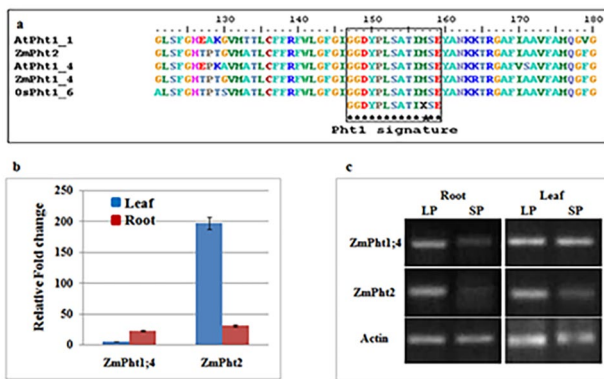 a
130 140 150 160 170 180
AtPht1_1 GLSFGHEAKGVMTTLCFFRFWLGFGIGGDYPLSATIMSEYANKKTRGAFIAAVFAMQGVG
ZmPht2 GLSFGHTPTGVMATLCFFRFWLGFGIGGDYPLSATIMSEYANKKTRGAFIAAVFAMQGFG
AtPht1_4 GLSFGHEPKAVMATLCFFRFWLGFGIGGDYPLSATIMSEYANKKTRGAFVSAVFAMQGFG
ZmPht1_4 GLSFGHTPTSVMATLCFFRFWLGFGIGGDYPLSATIMSEYANKRTRGAFIAAVFAMQGFG
OsPht1_6 ALSFGHTPTSVMATLCFFRFWLGFGIGGDYPLSATIMSEYANKKTRGAFIAAVFAMQGFG
GGDYPLSATIXSE
Pht1 signature
b
Relative Fold change
250
200
150
100
50
0
Leaf
Root
ZmPht1;4 ZmPht2
c
Root Leaf
LP SP LP SP
ZmPht1;4
ZmPht2
Actin